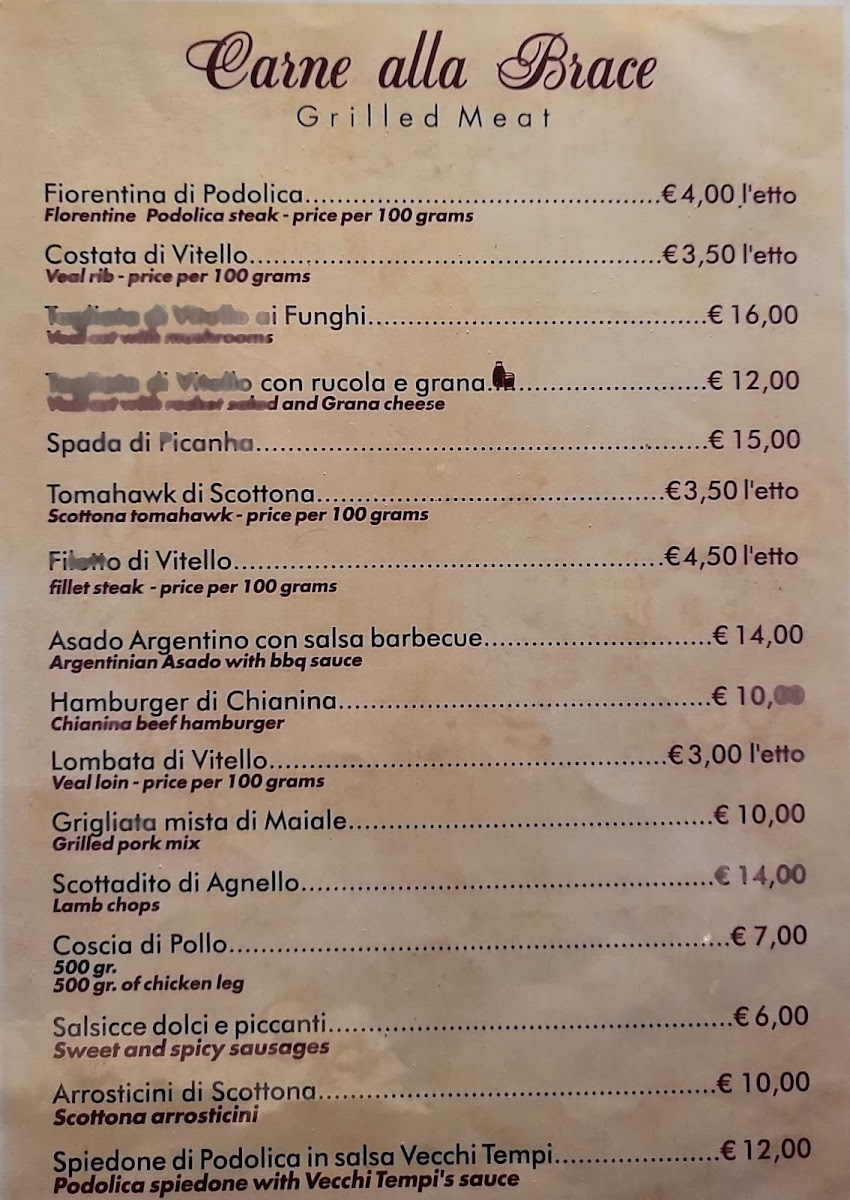 Carne alla Brace
Grilled Meat
Fiorentina di Podolica......................................€ 4,00 l'etto
Florentine Podolica steak - price per 100 grams
Costata di Vitello............................................€3,50 l'etto
Veal rib - price per 100 grams
ai Funghi....................................€ 16,00
con rucola e grana........................€ 12,00
and Grana cheese
Spada di Picanha................................................€ 15,00
Tomahawk di Scottona.....................................€3,50 l'etto
Scottona tomahawk - price per 100 grams
Filetto di Vitello..............................................€4,50 l'etto
fillet steak - price per 100 grams
Asado Argentino con salsa barbecue........................€ 14,00
Argentinian Asado with bbq sauce
Hamburger di Chianina.......................................€ 10,
Chianina beef hamburger
Lombata di Vitello..........................................€3,00 l'etto
Veal loin - price per 100 grams
Grigliata mista di Maiale.......................................€ 10,00
Grilled pork mix
Scottadito di Agnello............................................€ 14,00
Lamb chops
Coscia di Pollo.....................................................€ 7,00
500 gr.
500 gr. of chicken leg
Salsicce dolci e piccanti...........................................€ 6,00
Sweet and spicy sausages
Arrosticini di Scottona..........................................€ 10,00
Scottona arrosticini
Spiedone di Podolica in salsa Vecchi Tempi..................€ 12,00
Podolica spiedone with Vecchi Tempi's sauce